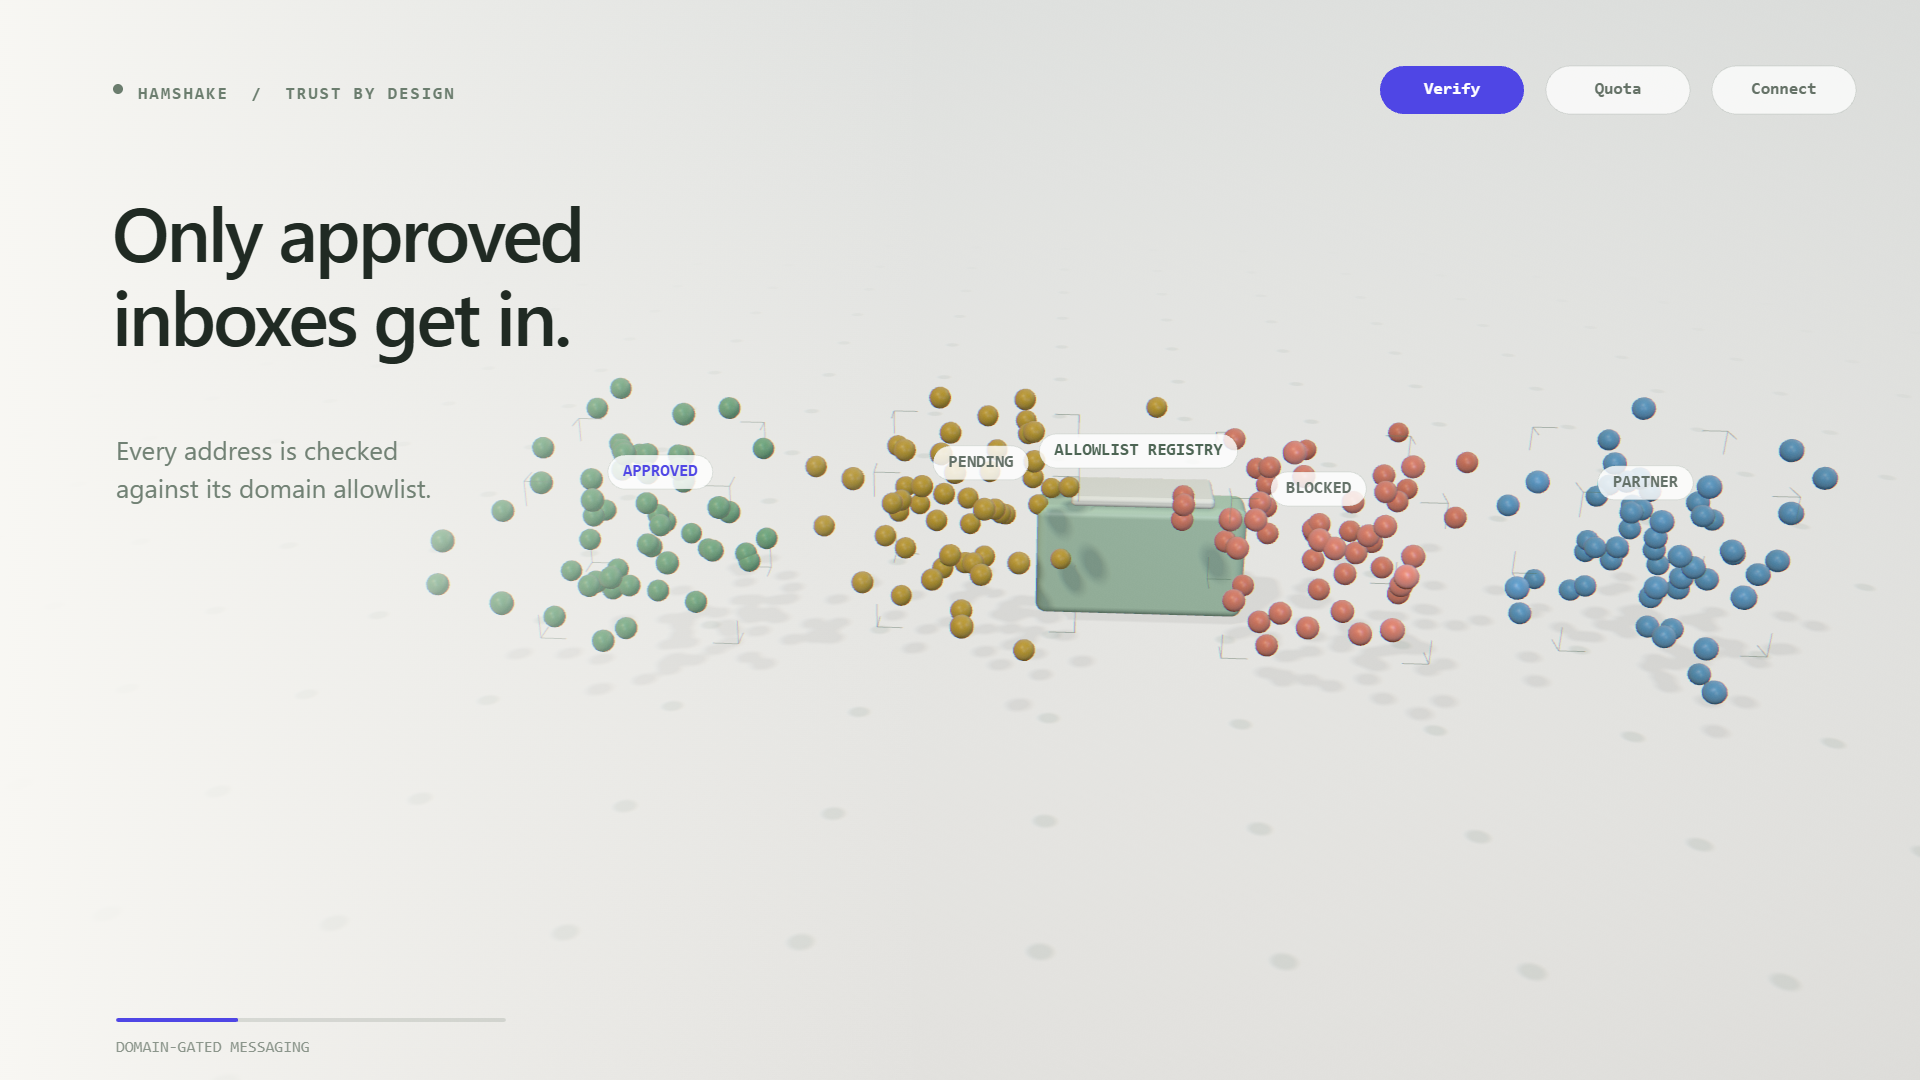 HAMSHAKE / TRUST BY DESIGN
Verify
Quota
Connect
Only approved
inboxes get in.
Every address is checked
against its domain allowlist.
APPROVED
PENDING
ALLOWLIST REGISTRY
BLOCKED
PARTNER
DOMAIN-GATED MESSAGING